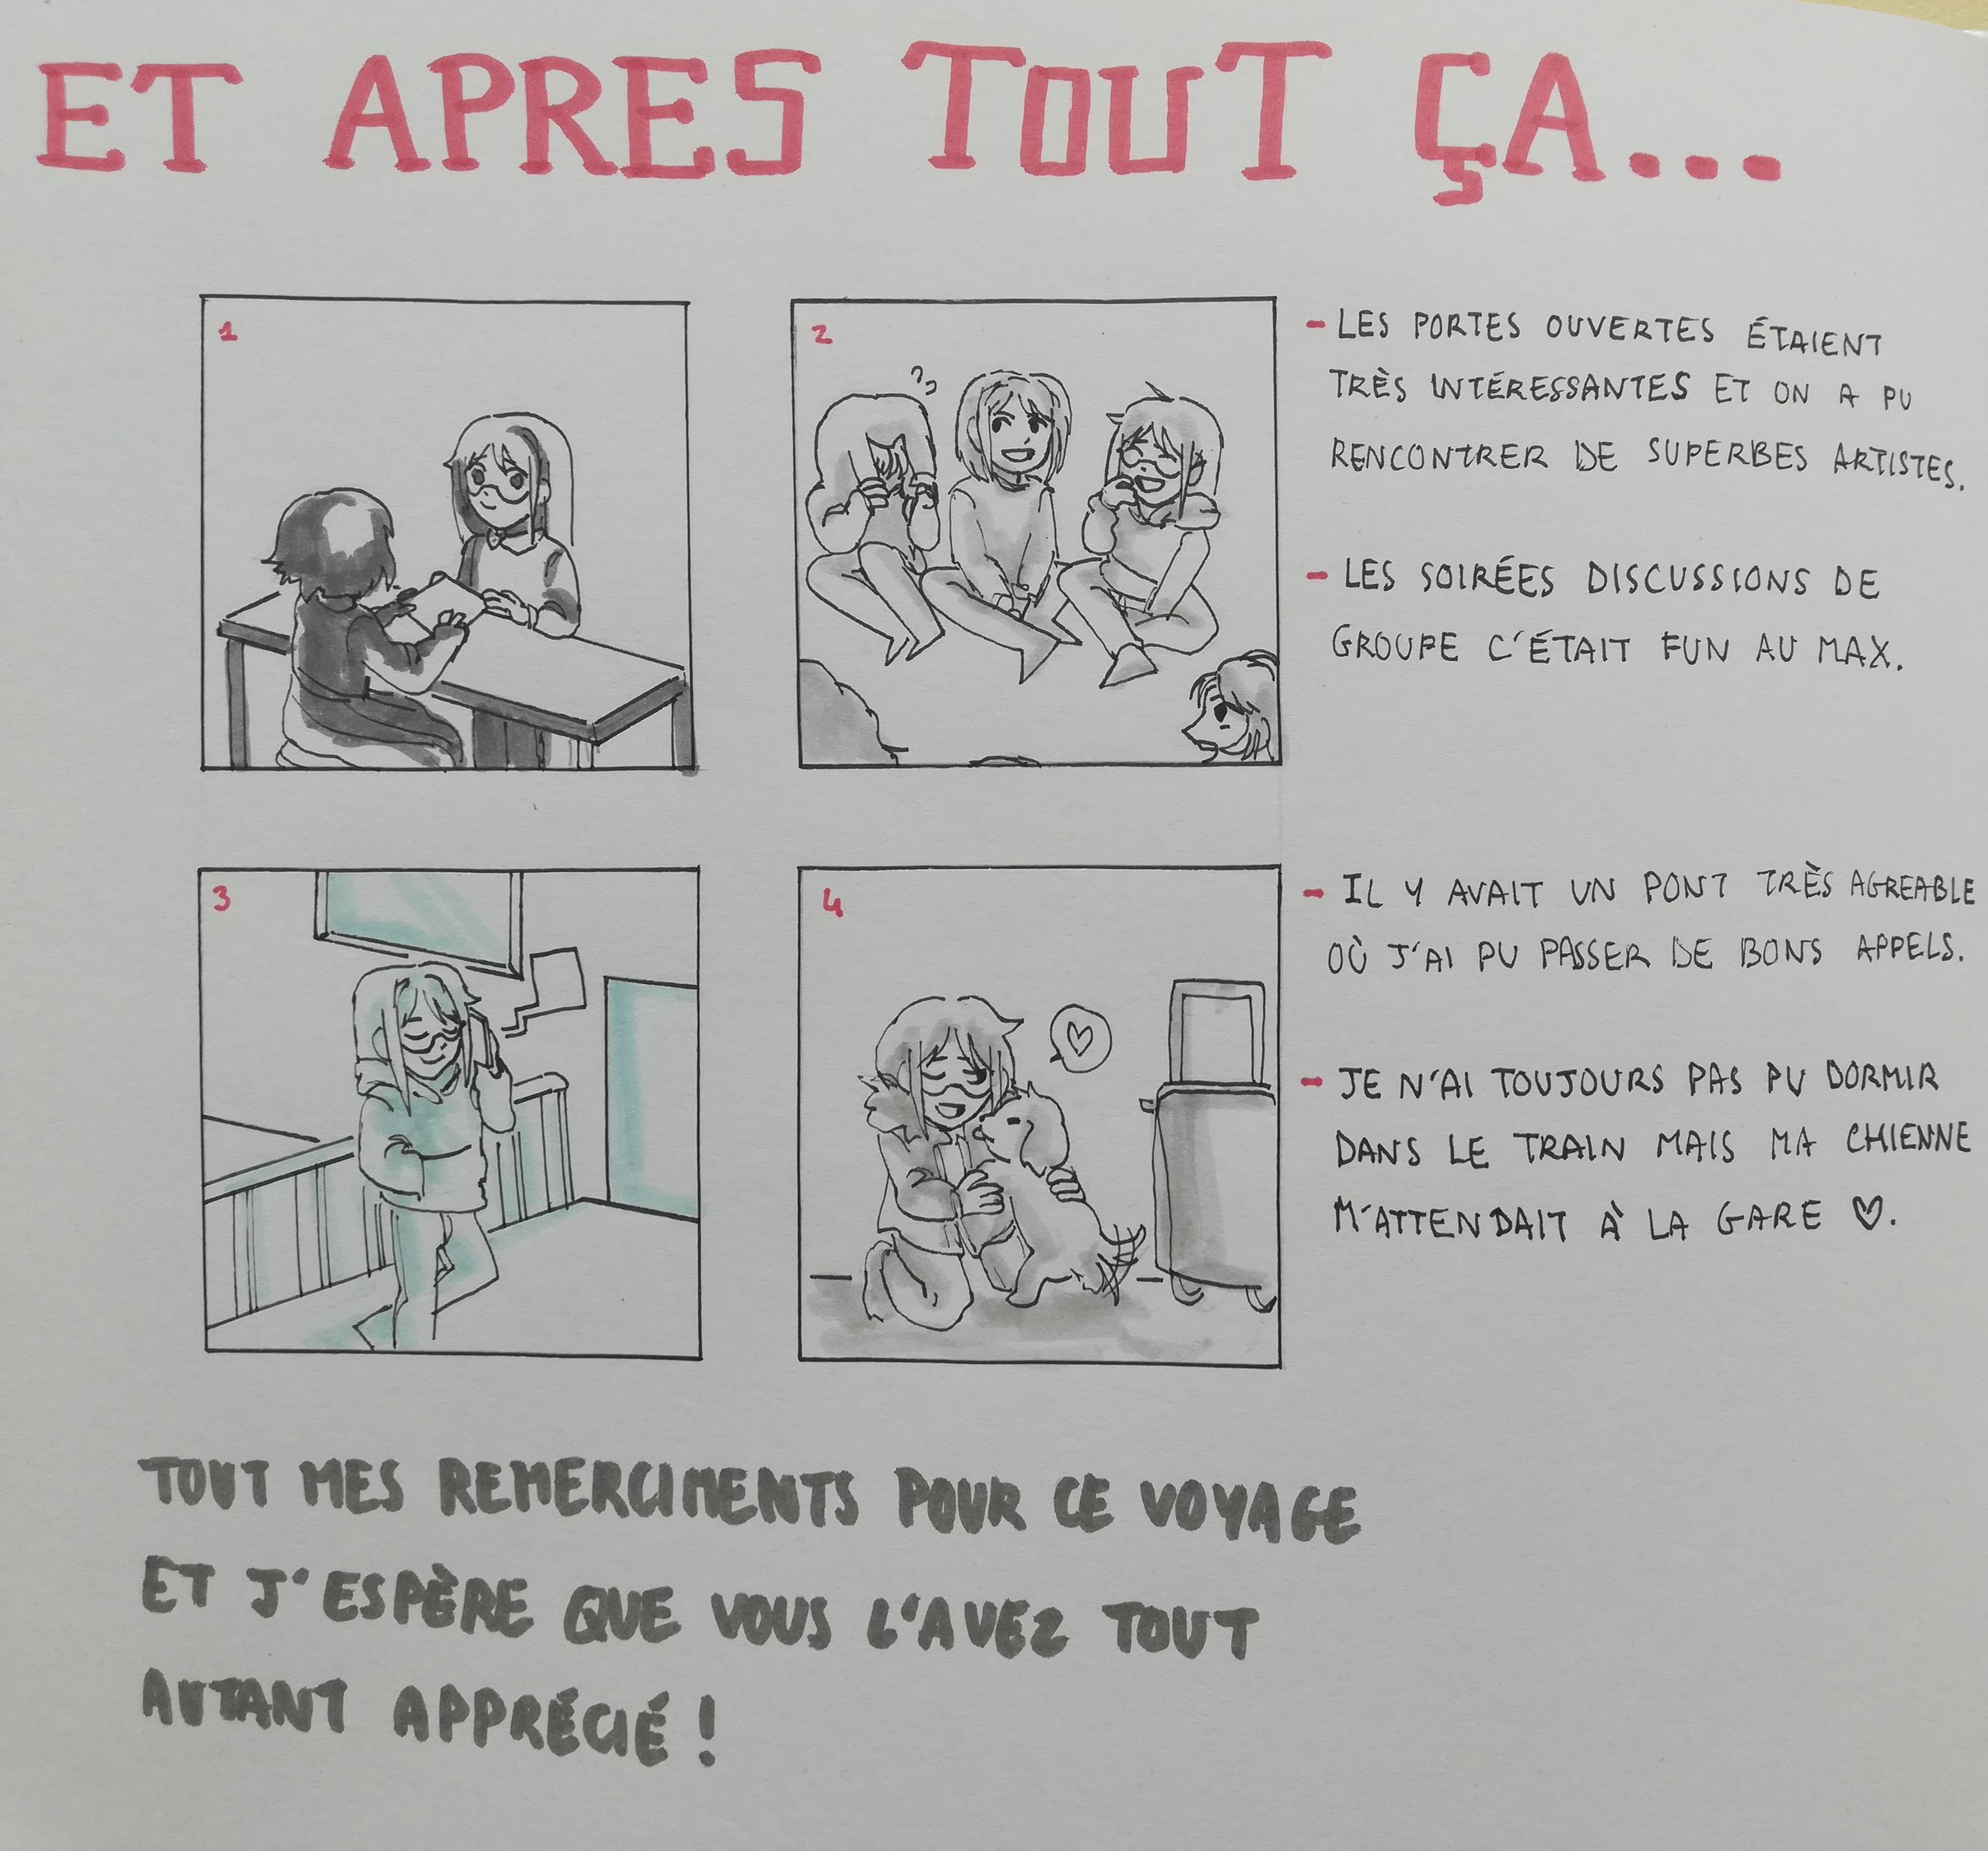 ET APRES TOUT ÇA...
1
2
- LES PORTES OUVERTES ÉTAIENT
TRÈS INTÉRESSANTES ET ON A PU
RENCONTRER DE SUPERBES ARTISTES.
- LES SOIRÉES DISCUSSIONS DE
GROUPE C'ÉTAIT FUN AU MAX.
??
3
4
- IL Y AVAIT UN PONT TRÈS AGREABLE
OÙ J'AI PU PASSER DE BONS APPELS.
- JE N'AI TOUJOURS PAS PU DORMIR
DANS LE TRAIN MAIS MA CHIENNE
M'ATTENDAIT À LA GARE ♡.
TOUT MES REMERCIMENTS POUR CE VOYAGE
ET J'ESPÈRE QUE VOUS L'AVEZ TOUT
AUTANT APPRÉCIÉ !